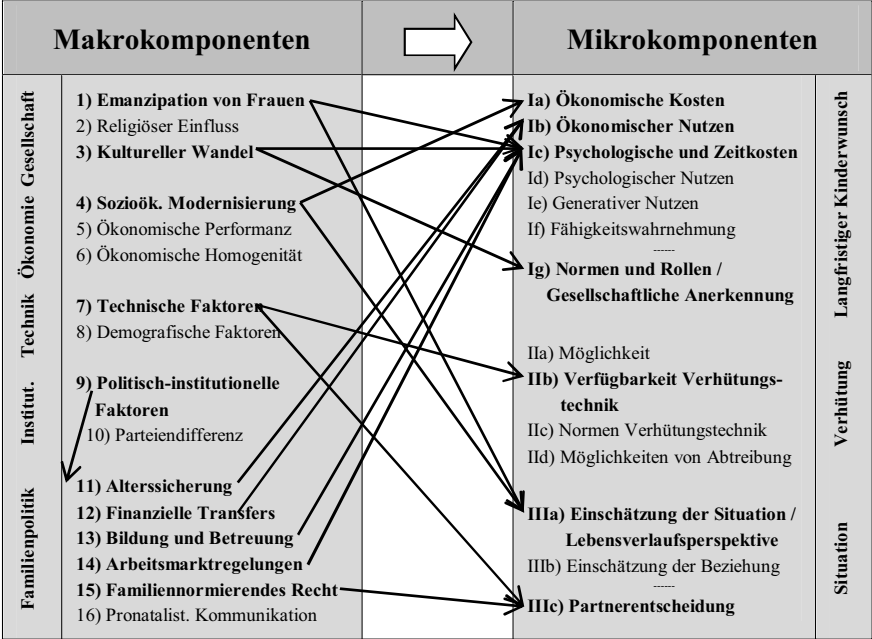 Makrokomponenten
Mikrokomponenten
Gesellschaft
Ökonomie
Technik
Institut.
Familienpolitik
1) Emanzipation von Frauen
2) Religiöser Einfluss
3) Kultureller Wandel
4) Sozioök. Modernisierung
5) Ökonomische Performanz
6) Ökonomische Homogenität
7) Technische Faktoren
8) Demografische Faktoren
9) Politisch-institutionelle
Faktoren
10) Parteiendifferenz
11) Alterssicherung
12) Finanzielle Transfers
13) Bildung und Betreuung
14) Arbeitsmarktregelungen
15) Familiennormierendes Recht
16) Pronatalist. Kommunikation
Ia) Ökonomische Kosten
Ib) Ökonomischer Nutzen
Ic) Psychologische und Zeitkosten
Id) Psychologischer Nutzen
Ie) Generativer Nutzen
If) Fähigkeitswahrnehmung
------
Ig) Normen und Rollen /
Gesellschaftliche Anerkennung
IIa) Möglichkeit
IIb) Verfügbarkeit Verhütungs-
technik
IIc) Normen Verhütungstechnik
IId) Möglichkeiten von Abtreibung
IIIa) Einschätzung der Situation /
Lebensverlaufsperspektive
IIIb) Einschätzung der Beziehung
------
IIIc) Partnerentscheidung
Langfristiger Kinderwunsch
Verhütung
Situation